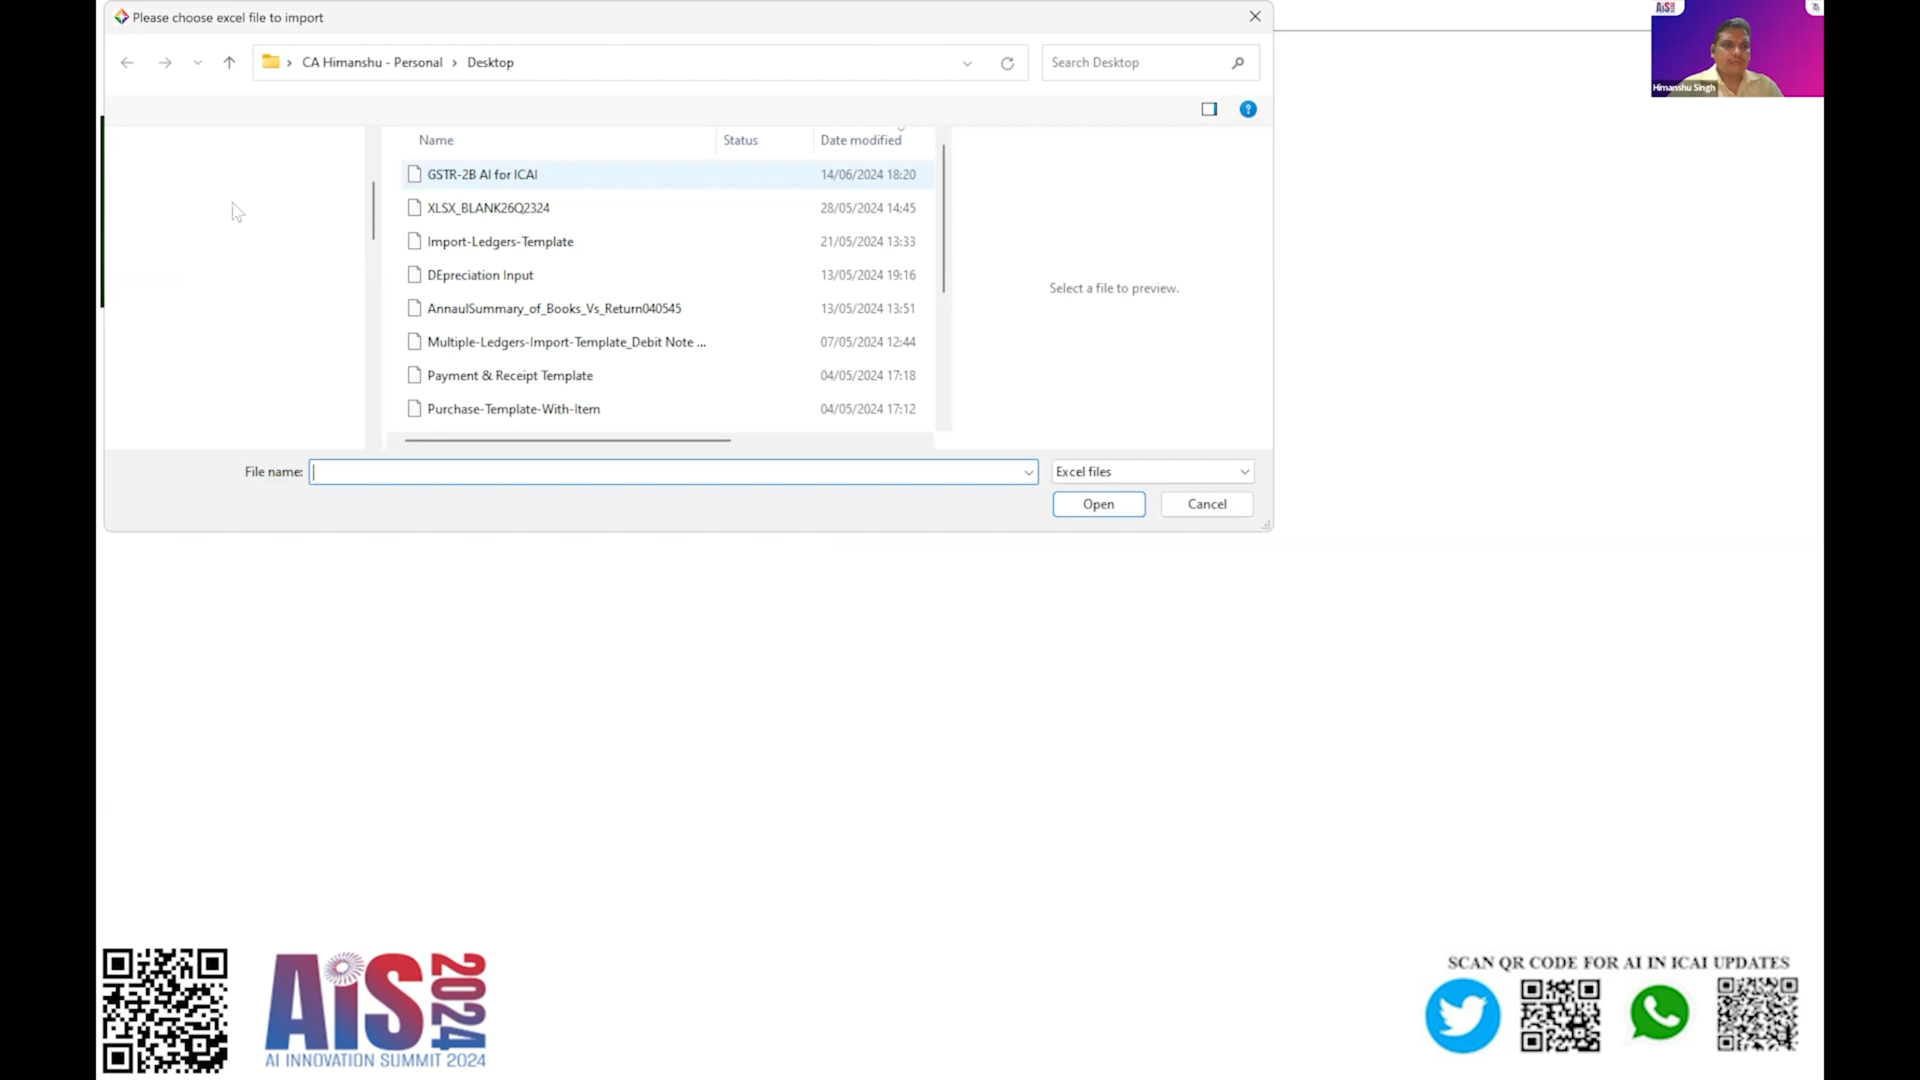 Please choose excel file to import
CA Himanshu - Personal > Desktop
Search Desktop
Name Status Date modified
GSTR-2B AI for ICAI 14/06/2024 18:20
XLSX_BLANK26Q2324 28/05/2024 14:45
Import-Ledgers-Template 21/05/2024 13:33
DEpreciation Input 13/05/2024 19:16
AnnaulSummary_of_Books_Vs_Return040545 13/05/2024 13:51
Multiple-Ledgers-Import-Template_Debit Note ... 07/05/2024 12:44
Payment & Receipt Template 04/05/2024 17:18
Purchase-Template-With-Item 04/05/2024 17:12
Select a file to preview.
File name: Excel files
Open Cancel
Himanshu Singh
AiS 2024
AI INNOVATION SUMMIT 2024
SCAN QR CODE FOR AI IN ICAI UPDATES